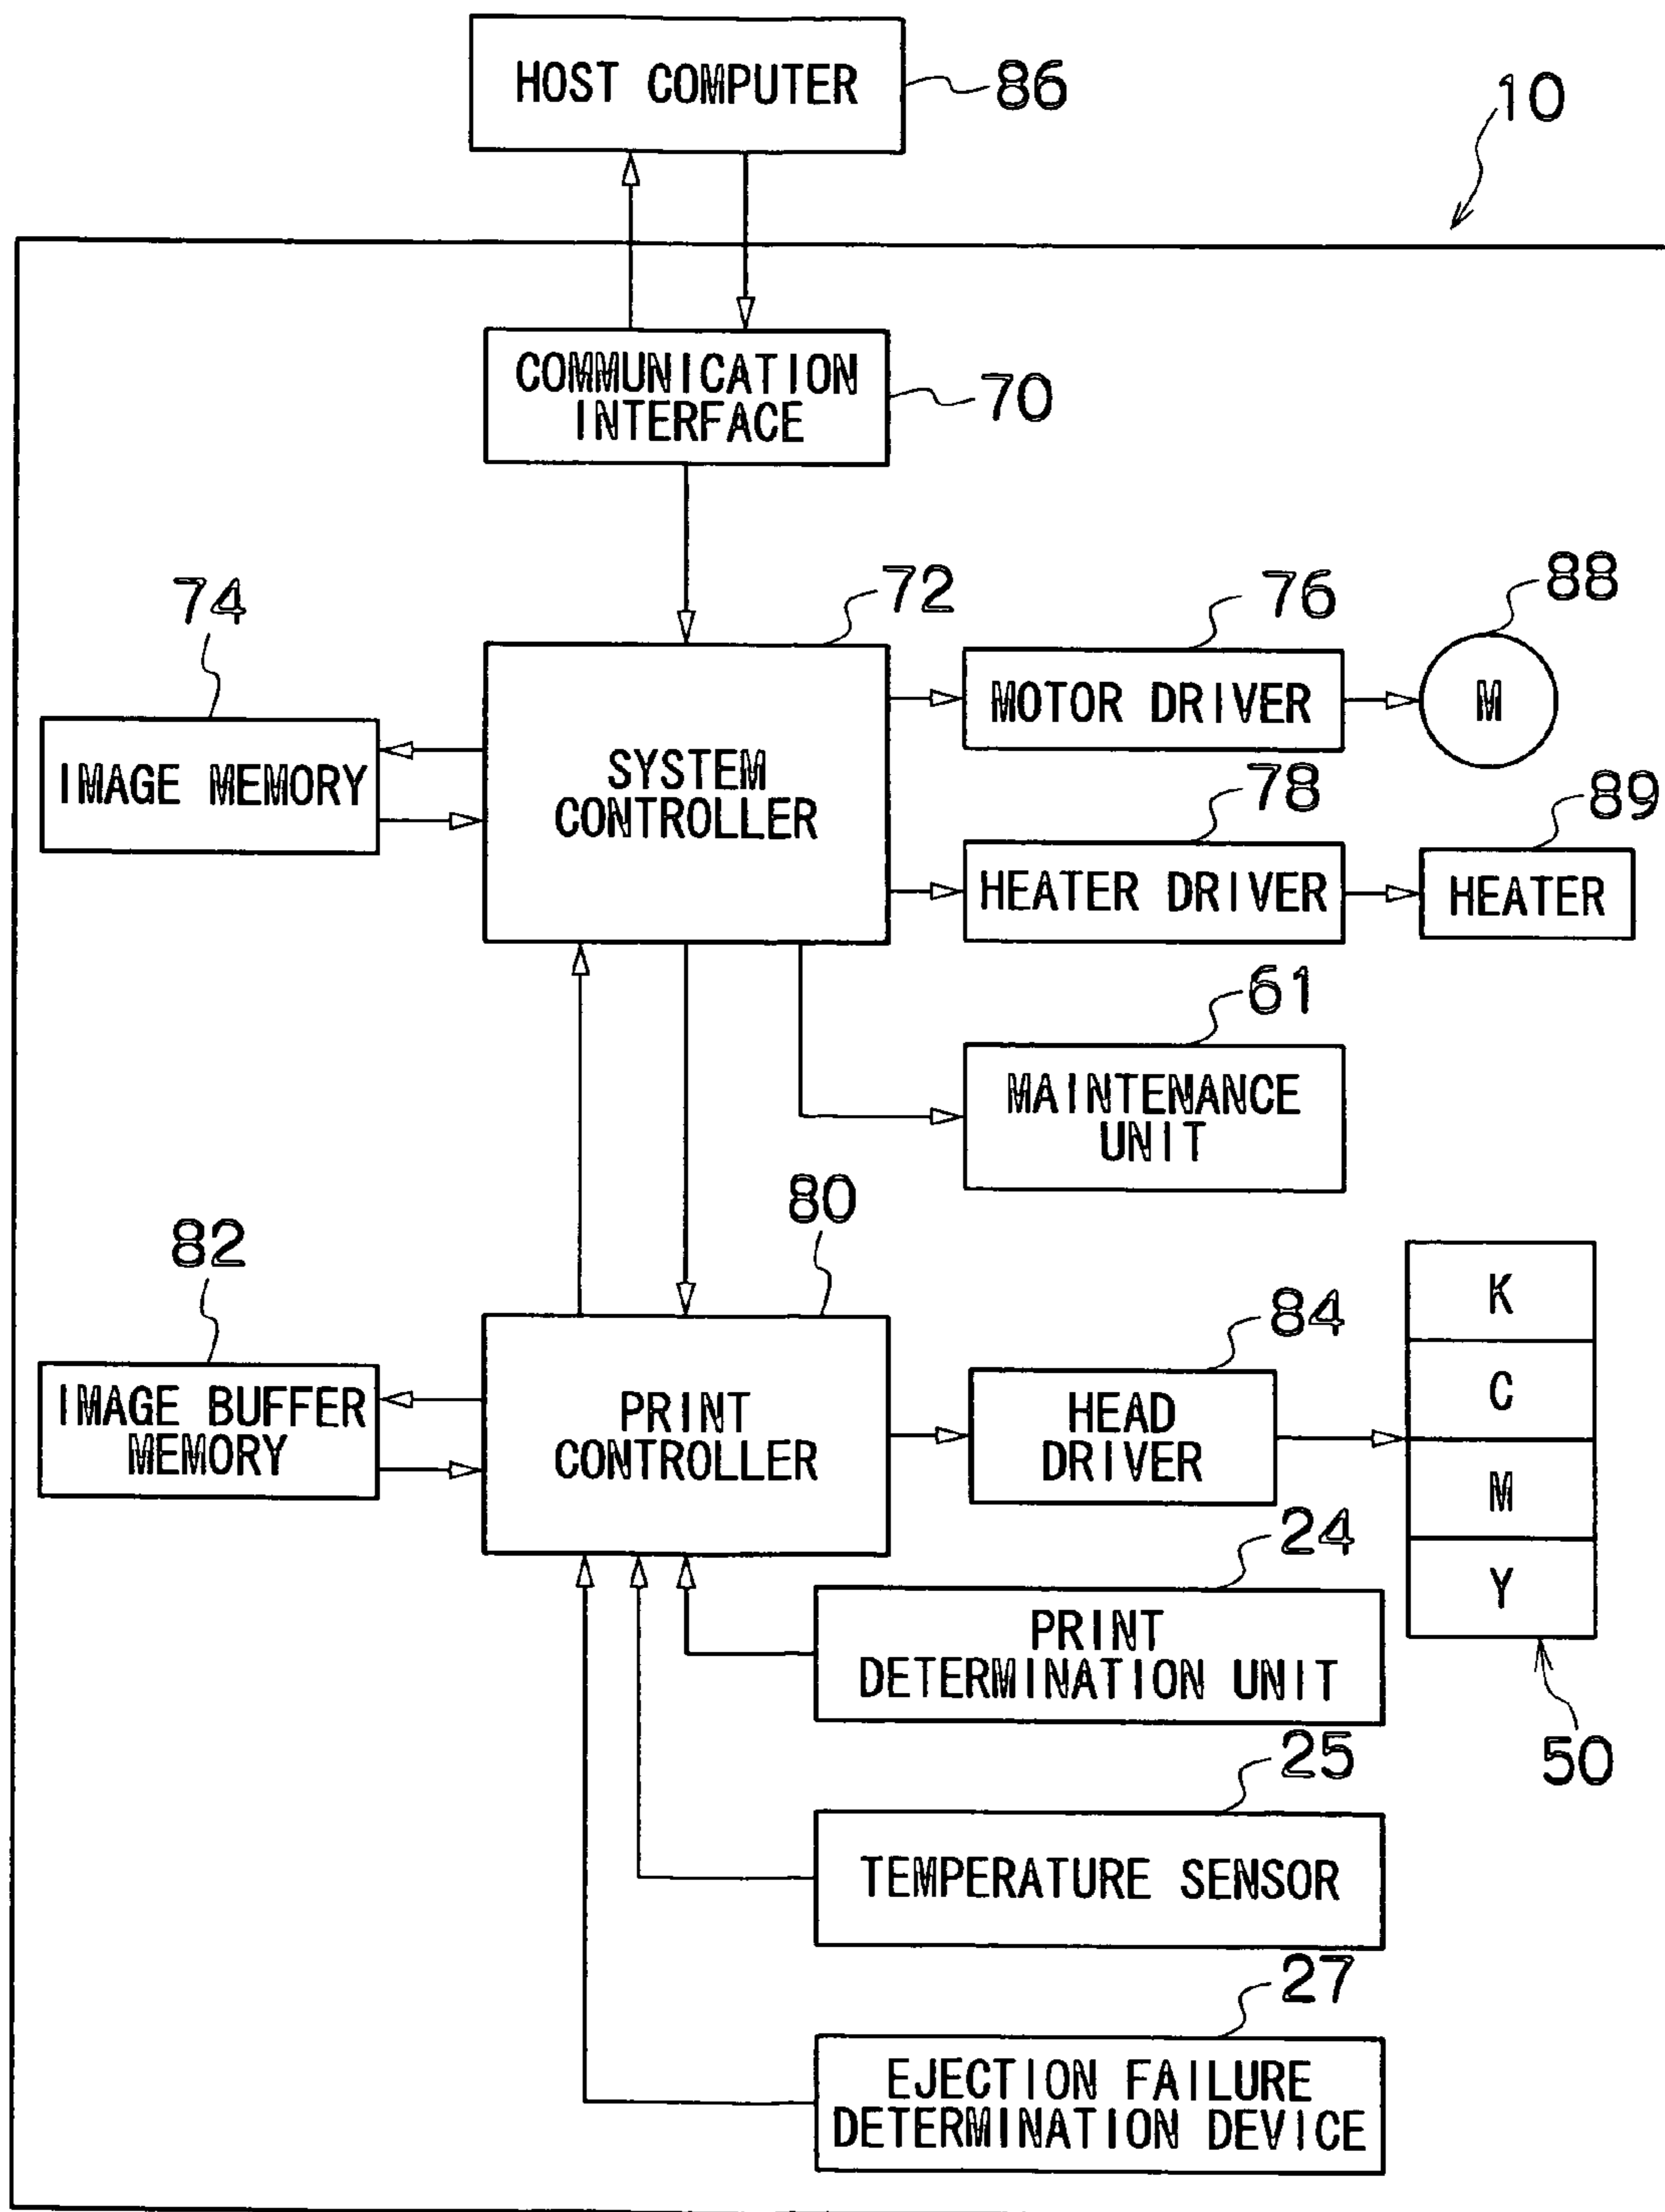 HOST COMPUTER
86
10
COMMUNICATION
INTERFACE
70
74
72
76
88
IMAGE MEMORY
SYSTEM
CONTROLLER
MOTOR DRIVER
M
78
89
HEATER DRIVER
HEATER
61
MAINTENANCE
UNIT
82
80
84
IMAGE BUFFER
MEMORY
PRINT
CONTROLLER
HEAD
DRIVER
K
C
M
Y
50
24
PRINT
DETERMINATION UNIT
25
TEMPERATURE SENSOR
27
EJECTION FAILURE
DETERMINATION DEVICE